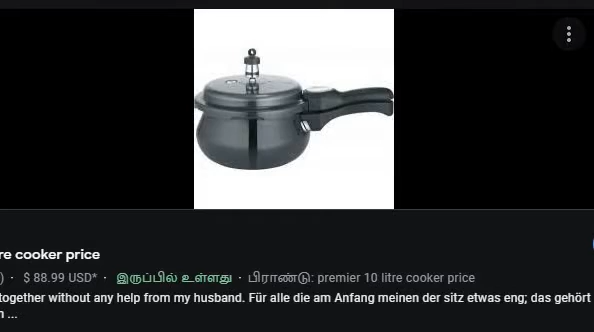 re cooker price
) · $ 88.99 USD* · இருப்பில் உள்ளது · பிராண்டு: premier 10 litre cooker price
together without any help from my husband. Für alle die am Anfang meinen der sitz etwas eng; das gehört
n ...